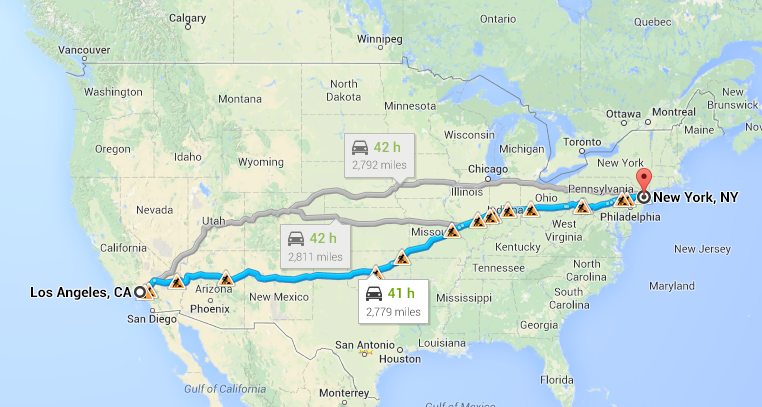 Calgary
Ontario
Quebec
Vancouver
Winnipeg
Washington
North
Dakota
Montana
Minnesota
Ottawa
Montreal
New
Brunswick
Maine
Oregon
Idaho
Wyoming
Wisconsin
Michigan
Toronto
42 h
2,792 miles
Chicago
New York
Illinois
Ohio
Pennsylvania
New York, NY
Nevada
Utah
Philadelphia
California
42 h
2,811 miles
West
Virginia
Kentucky
New Jersey
Los Angeles, CA
Arizona
Phoenix
New Mexico
41 h
2,779 miles
Tennessee
North
Carolina
Maryland
San Diego
Mississippi
South
Carolina
Georgia
San Antonio
Houston
Louisiana
Florida
Gulf of California
Monterrey
Gulf of
Mexico